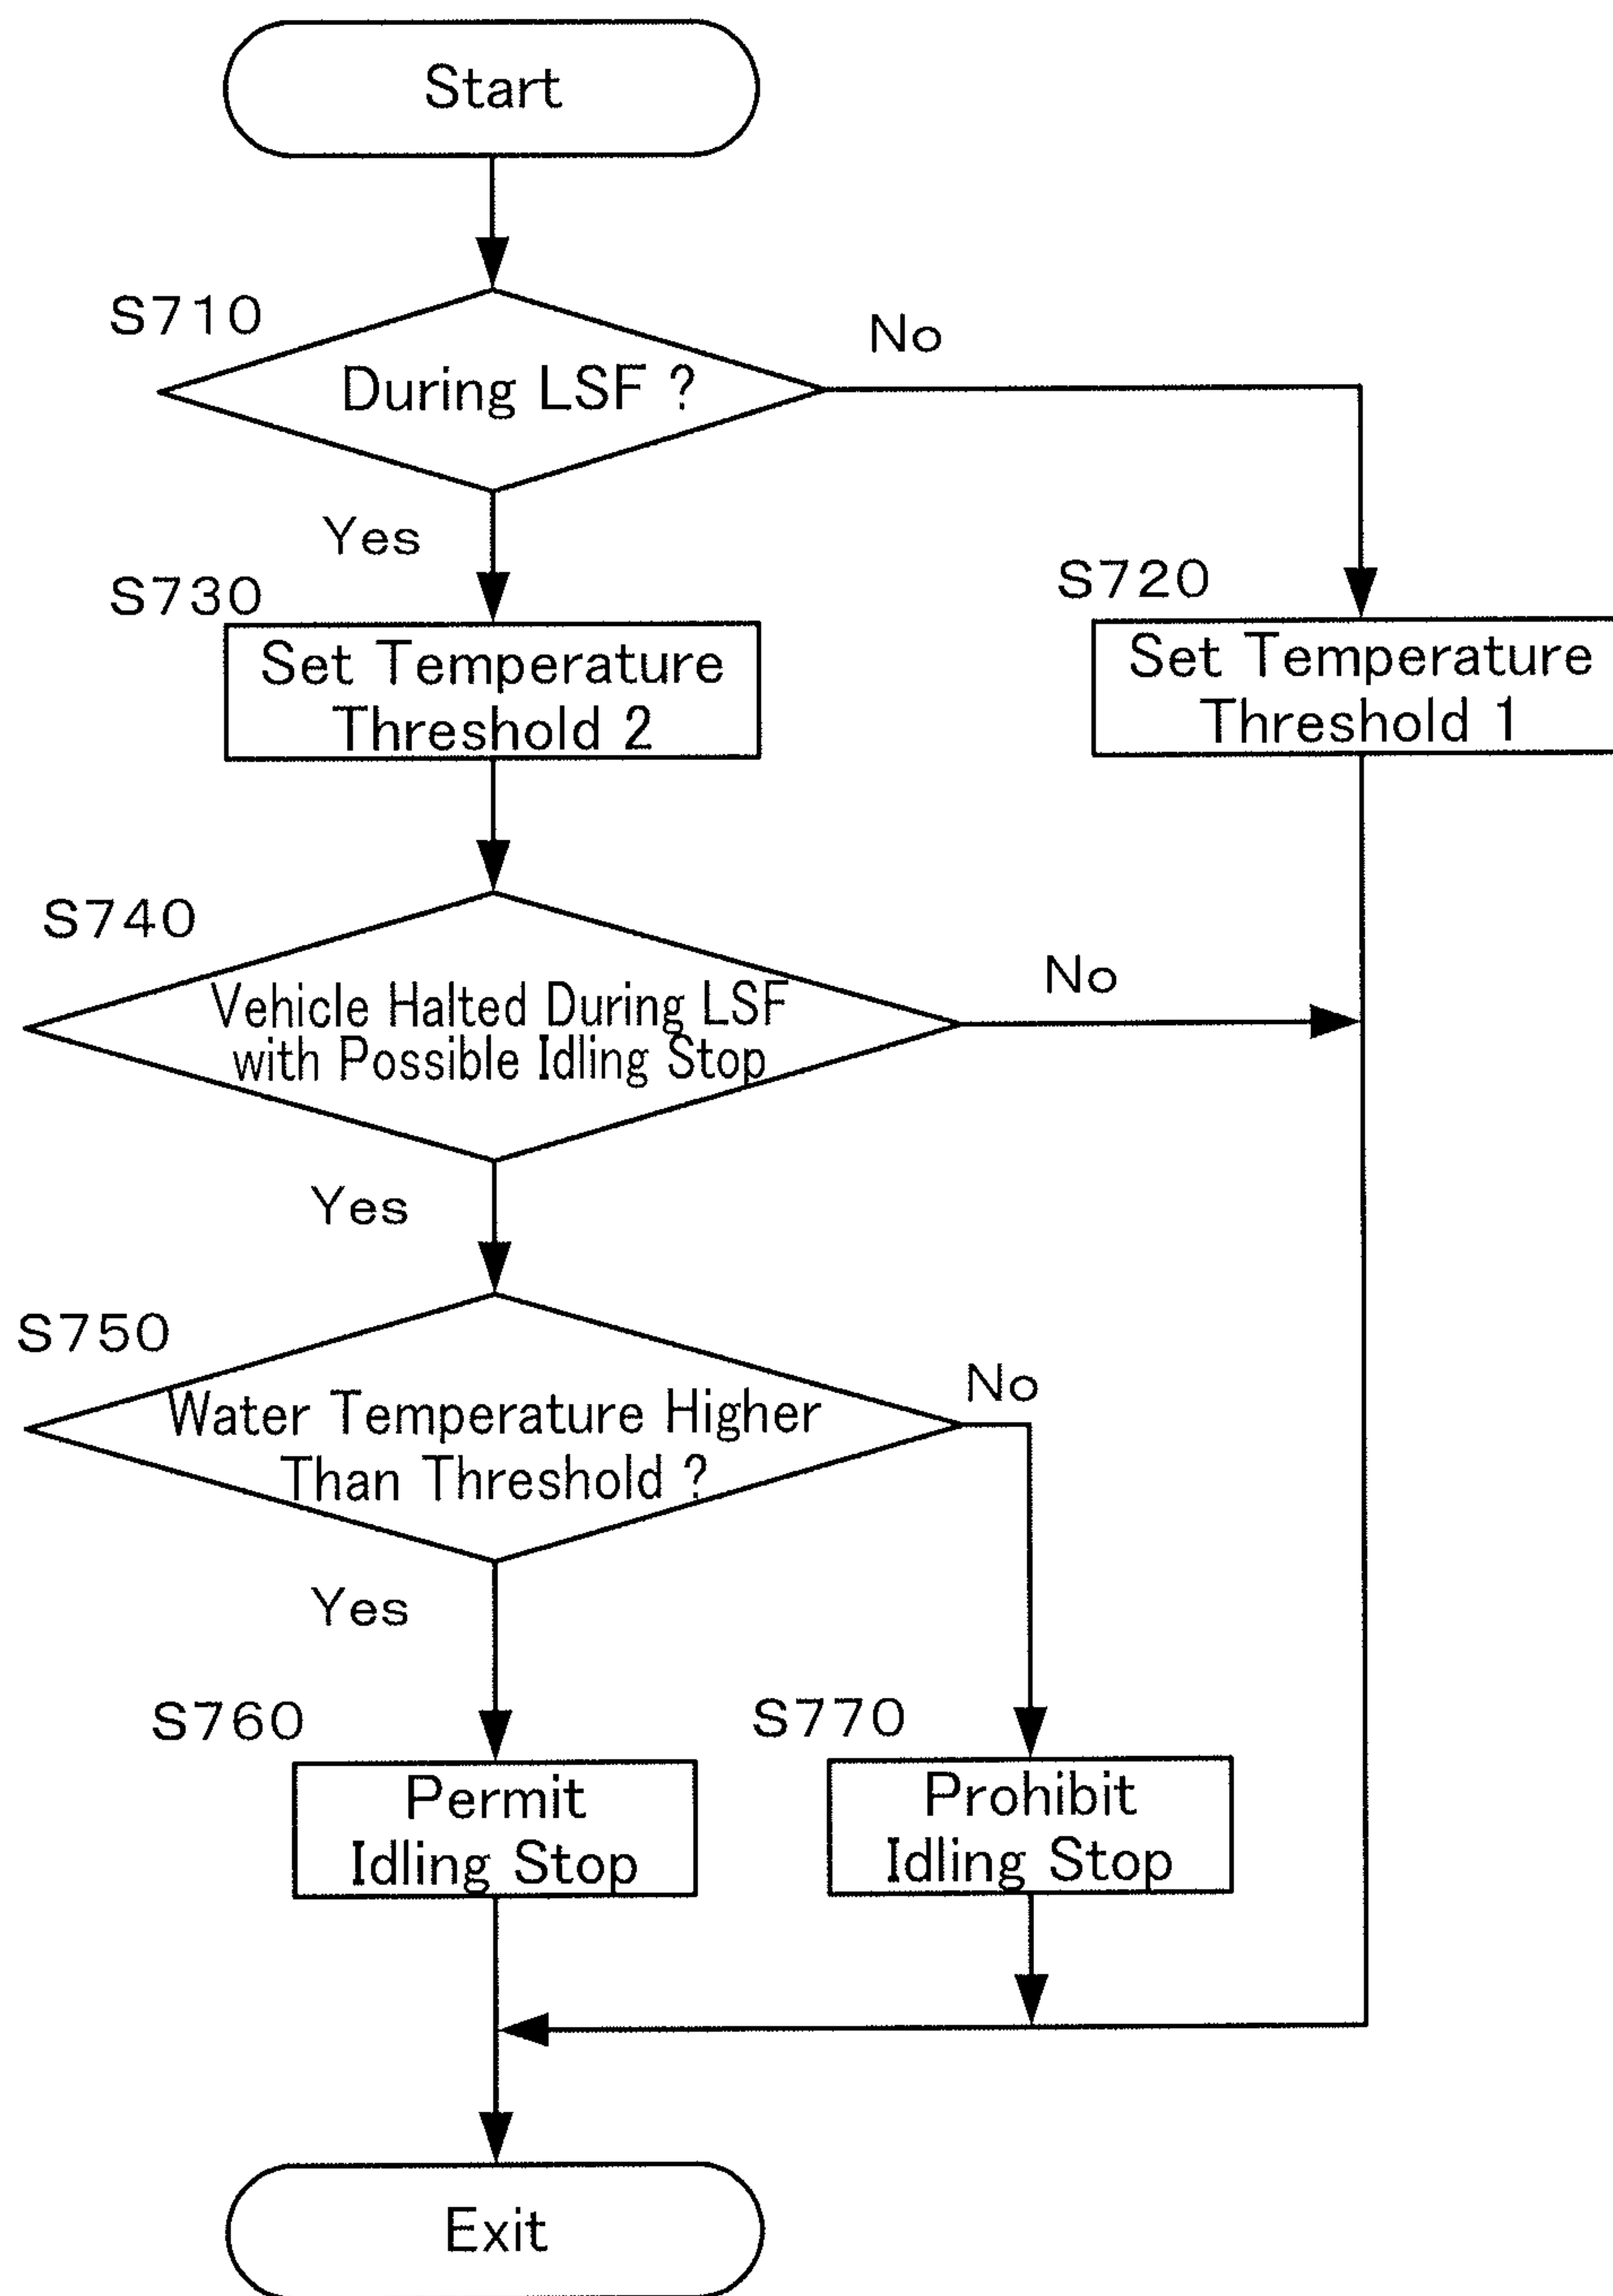 Start
S710
During LSF ?
No
Yes
S730
Set Temperature
Threshold 2
S720
Set Temperature
Threshold 1
S740
Vehicle Halted During LSF
with Possible Idling Stop
No
Yes
S750
Water Temperature Higher
Than Threshold ?
No
Yes
S760
Permit
Idling Stop
S770
Prohibit
Idling Stop
Exit